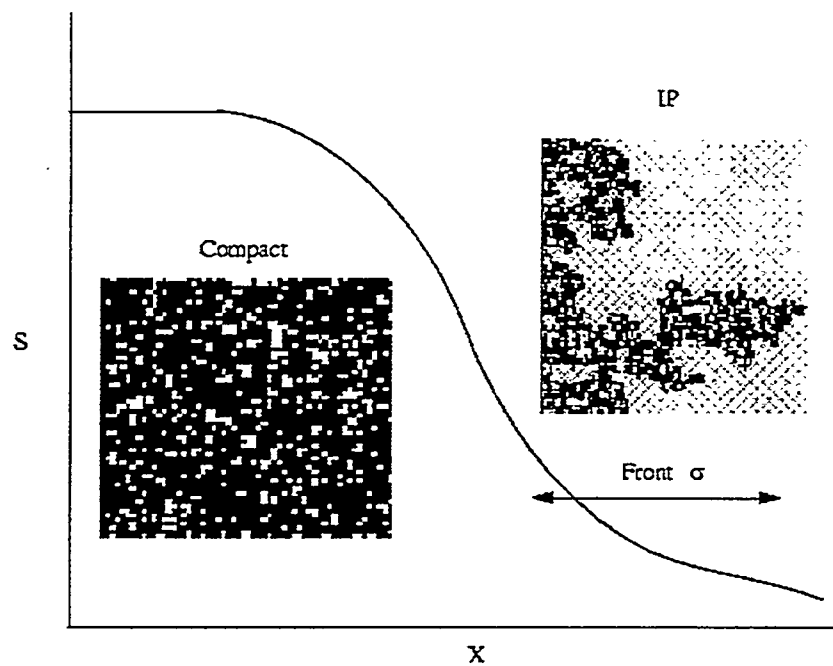 IP
Compact
S
Front σ
X